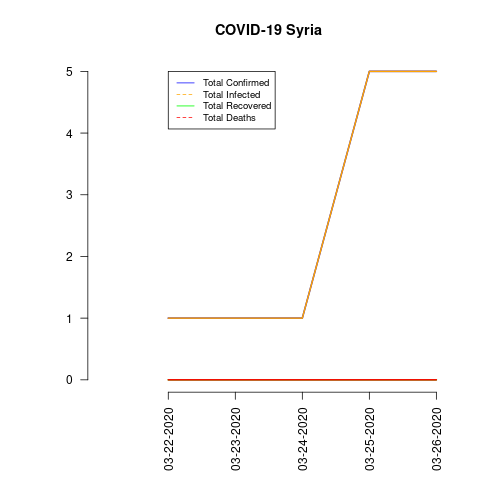 COVID-19 Syria
Total Confirmed
Total Infected
Total Recovered
Total Deaths
5
4
3
2
1
0
03-22-2020
03-23-2020
03-24-2020
03-25-2020
03-26-2020